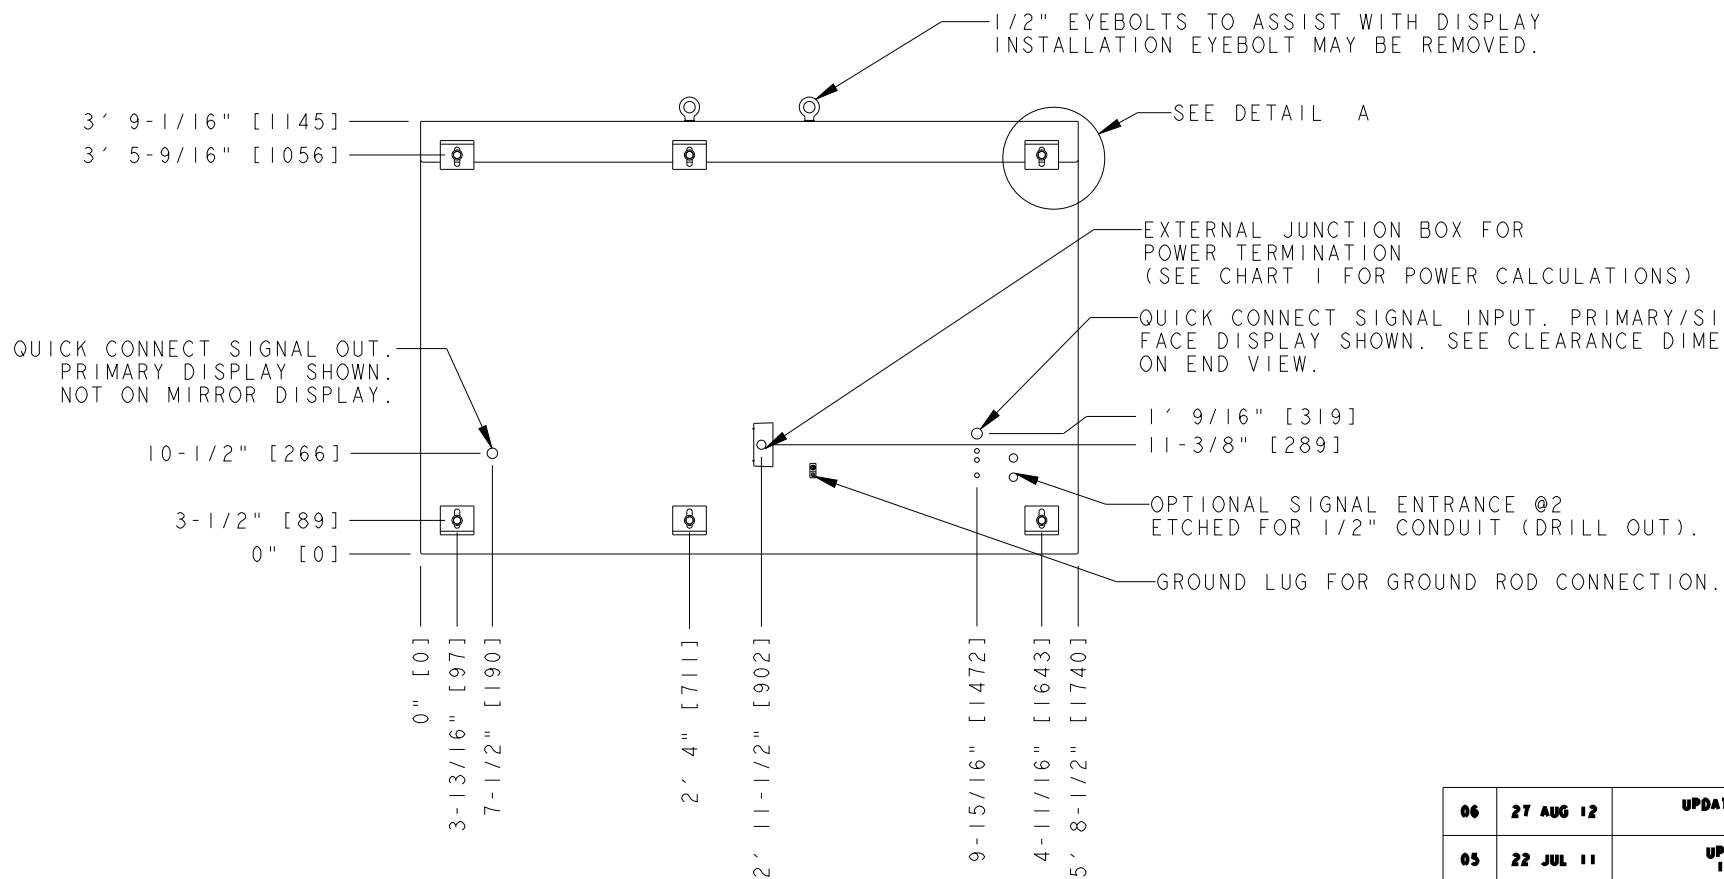 1/2" EYEBOLTS TO ASSIST WITH DISPLAY
INSTALLATION EYEBOLT MAY BE REMOVED.
3' 9-1/16" [1145]
3' 5-9/16" [1056]
SEE DETAIL A
EXTERNAL JUNCTION BOX FOR
POWER TERMINATION
(SEE CHART 1 FOR POWER CALCULATIONS)
QUICK CONNECT SIGNAL INPUT. PRIMARY/SI
FACE DISPLAY SHOWN. SEE CLEARANCE DIME
ON END VIEW.
QUICK CONNECT SIGNAL OUT.
PRIMARY DISPLAY SHOWN.
NOT ON MIRROR DISPLAY.
1' 9/16" [319]
11-3/8" [289]
10-1/2" [266]
OPTIONAL SIGNAL ENTRANCE @2
ETCHED FOR 1/2" CONDUIT (DRILL OUT).
3-1/2" [89]
0" [0]
GROUND LUG FOR GROUND ROD CONNECTION.
0" [0]
3-13/16" [97]
7-1/2" [190]
2' 4" [711]
2' 11-1/2" [902]
9-15/16" [1472]
4-11/16" [1643]
5' 8-1/2" [1740]
06 27 AUG 12 UPDA
05 22 JUL 11 UP